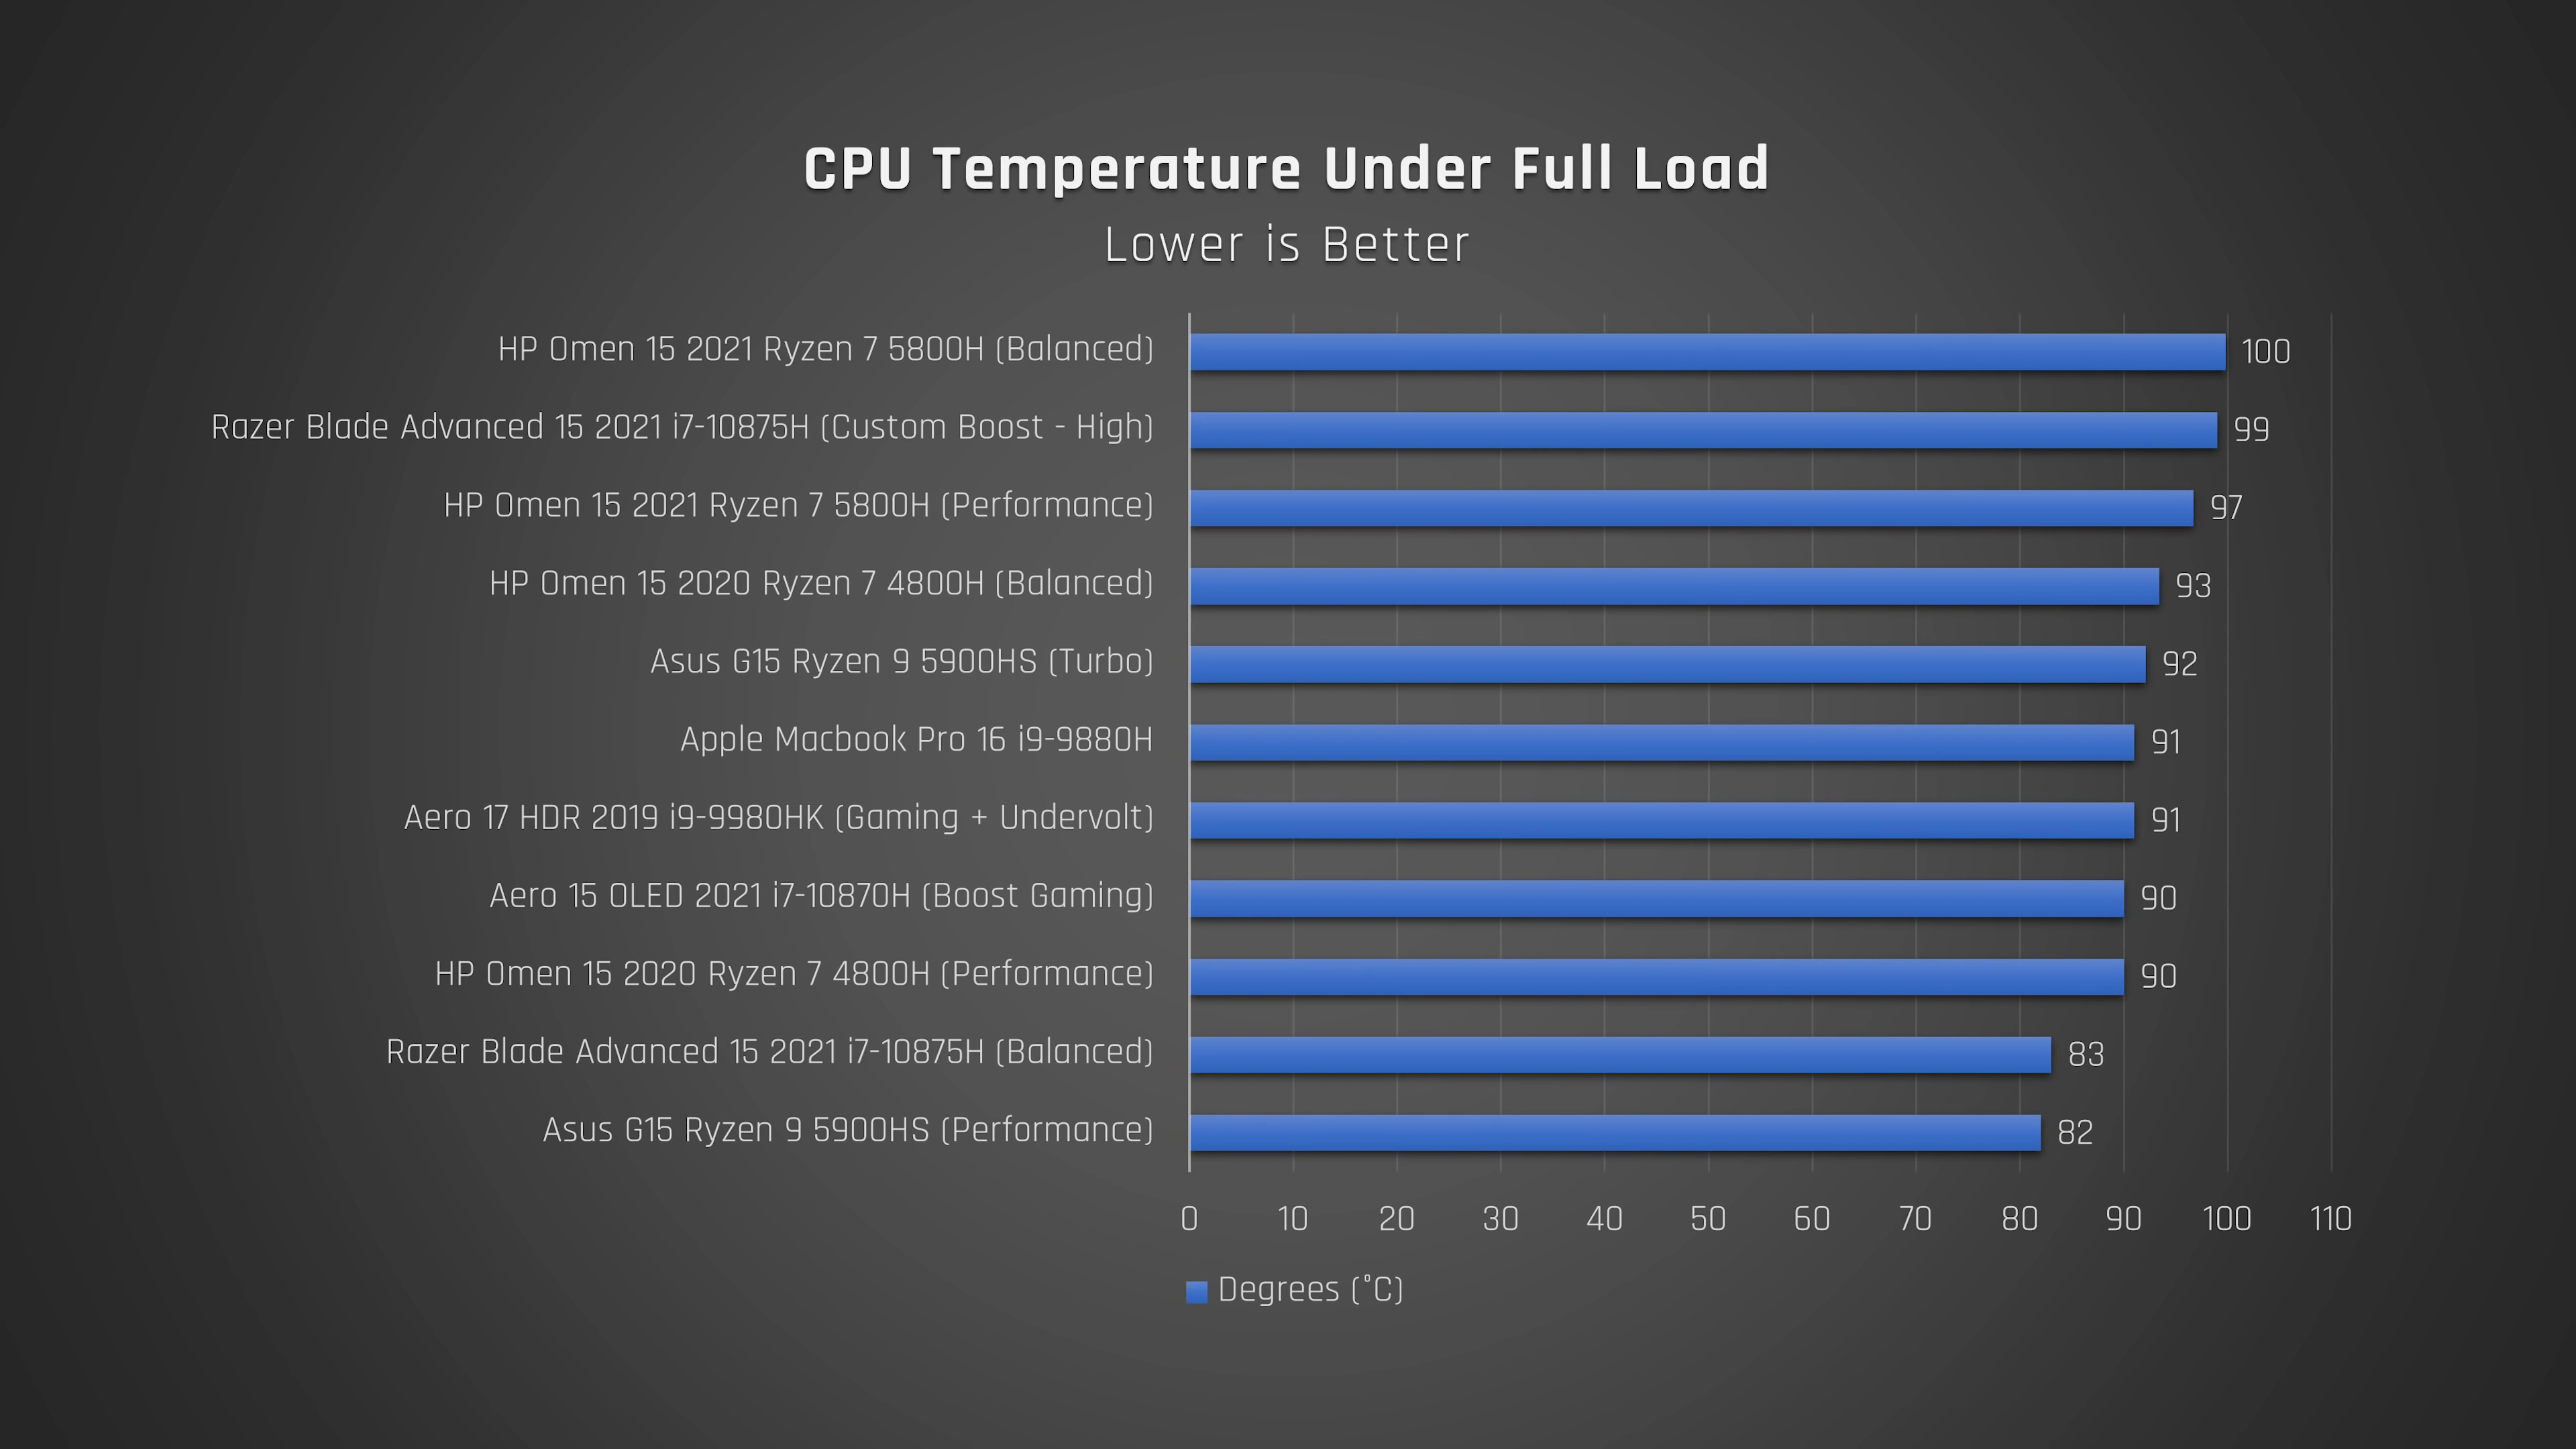 CPU Temperature Under Full Load
Lower is Better
HP Omen 15 2021 Ryzen 7 5800H (Balanced) 100
Razer Blade Advanced 15 2021 i7-10875H (Custom Boost - High) 99
HP Omen 15 2021 Ryzen 7 5800H (Performance) 97
HP Omen 15 2020 Ryzen 7 4800H (Balanced) 93
Asus G15 Ryzen 9 5900HS (Turbo) 92
Apple Macbook Pro 16 i9-9880H 91
Aero 17 HDR 2019 i9-9980HK (Gaming + Undervolt) 91
Aero 15 OLED 2021 i7-10870H (Boost Gaming) 90
HP Omen 15 2020 Ryzen 7 4800H (Performance) 90
Razer Blade Advanced 15 2021 i7-10875H (Balanced) 83
Asus G15 Ryzen 9 5900HS (Performance) 82
0 10 20 30 40 50 60 70 80 90 100 110
Degrees (°C)